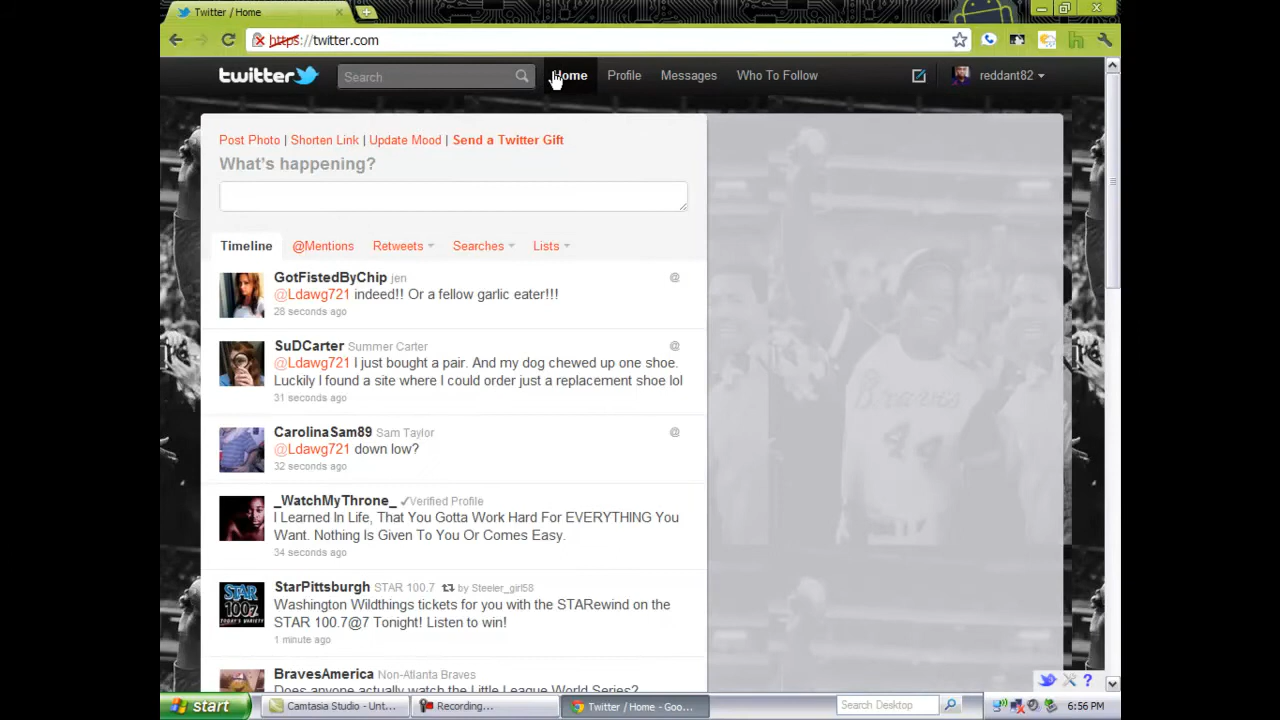 Twitter / Home
https://twitter.com
twitter
Search
Home
Profile
Messages
Who To Follow
reddant82
Post Photo | Shorten Link | Update Mood | Send a Twitter Gift
What's happening?
Timeline
@Mentions
Retweets
Searches
Lists
GotFistedByChip jen
@Ldawg721 indeed!! Or a fellow garlic eater!!!
28 seconds ago
SuDCarter Summer Carter
@Ldawg721 I just bought a pair. And my dog chewed up one shoe.
Luckily I found a site where I could order just a replacement shoe lol
31 seconds ago
CarolinaSam89 Sam Taylor
@Ldawg721 down low?
32 seconds ago
_WatchMyThrone_ ✓Verified Profile
I Learned In Life, That You Gotta Work Hard For EVERYTHING You
Want. Nothing Is Given To You Or Comes Easy.
34 seconds ago
StarPittsburgh STAR 100.7 by Steeler_girl58
Washington Wildthings tickets for you with the STARewind on the
STAR 100.7@7 Tonight! Listen to win!
1 minute ago
BravesAmerica Non-Atlanta Braves
Does anyone actually watch the Little League World Series?
start
Camtasia Studio - Unt...
Recording...
Twitter / Home - Goo...
Search Desktop
6:56 PM